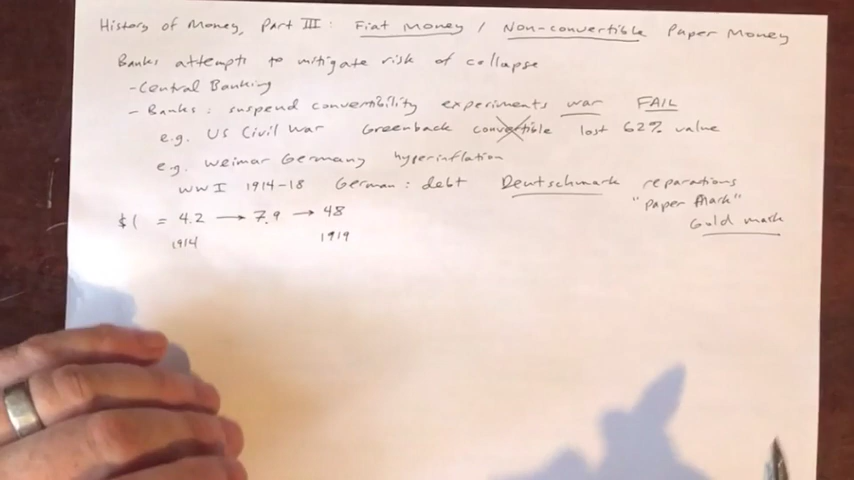 History of Money, Part III: Fiat Money / Non-convertible Paper Money
Banks attempts to mitigate risk of collapse
- Central Banking
- Banks: suspend convertibility experiments war FAIL
e.g. US Civil War Greenback convertible lost 62% value
e.g. Weimar Germany hyperinflation
WWI 1914-18 German: debt Deutschmark reparations
"Paper Mark"
Gold mark
$1 = 4.2 → 7.9 → 48
1914 1919